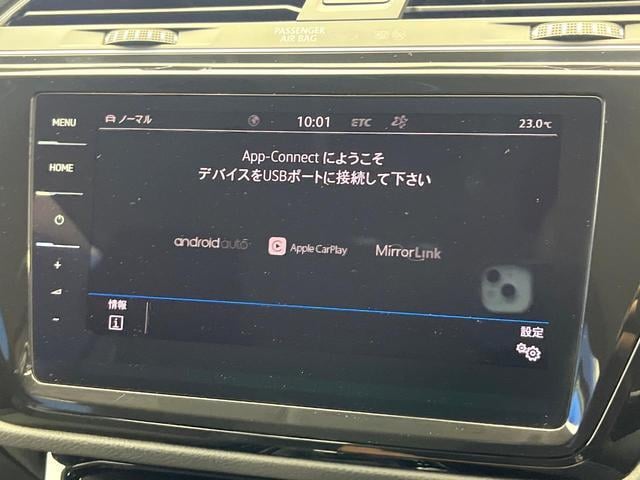 PASSENGER
AIR BAG
MENU
ノーマル
10:01
ETC
23.0℃
App-Connect にようこそ
デバイスをUSBポートに接続して下さい
HOME
android auto
Apple CarPlay
MirrorLink
+
-
情報
i
設定